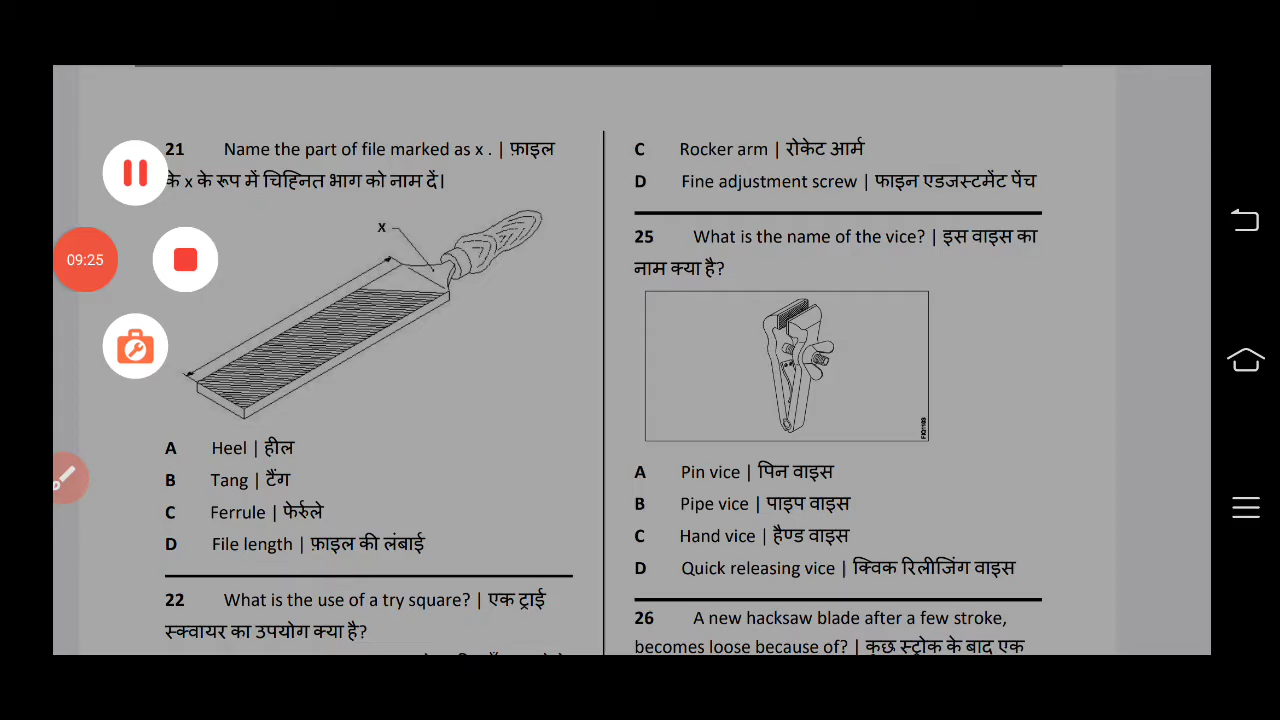 21 Name the part of file marked as x . | फ़ाइल
के x के रूप में चिह्नित भाग को नाम दें।
X
A Heel | हील
B Tang | टैंग
C Ferrule | फेर्रुले
D File length | फ़ाइल की लंबाई
22 What is the use of a try square? | एक ट्राई
स्क्वायर का उपयोग क्या है?
C Rocker arm | रोकेट आर्म
D Fine adjustment screw | फाइन एडजस्टमेंट पेंच
25 What is the name of the vice? | इस वाइस का
नाम क्या है?
A Pin vice | पिन वाइस
B Pipe vice | पाइप वाइस
C Hand vice | हैण्ड वाइस
D Quick releasing vice | क्विक रिलीजिंग वाइस
26 A new hacksaw blade after a few stroke,
becomes loose because of? | कुछ स्ट्रोक के बाद एक
09:25